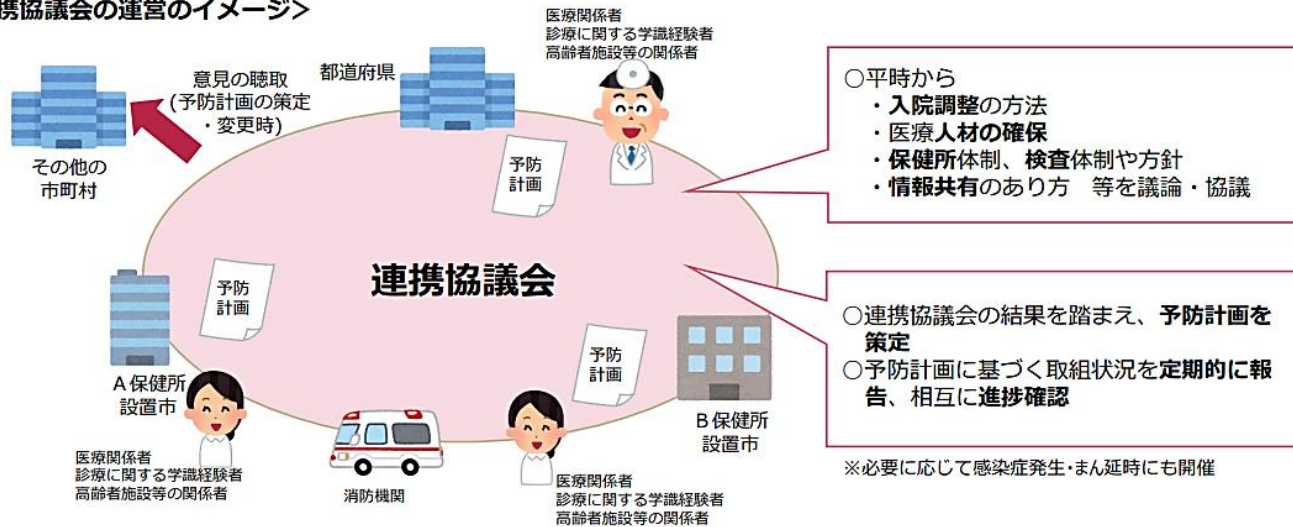 携協議会の運営のイメージ>
医療関係者
診療に関する学識経験者
高齢者施設等の関係者
都道府県
意見の聴取
(予防計画の策定
・変更時)
その他の
市町村
予防
計画
○平時から
・入院調整の方法
・医療人材の確保
・保健所体制、検査体制や方針
・情報共有のあり方　等を議論・協議
連携協議会
予防
計画
予防
計画
○連携協議会の結果を踏まえ、予防計画を
策定
○予防計画に基づく取組状況を定期的に報
告、相互に進捗確認
※必要に応じて感染症発生・まん延時にも開催
A保健所
設置市
医療関係者
診療に関する学識経験者
高齢者施設等の関係者
消防機関
B保健所
設置市
医療関係者
診療に関する学識経験者
高齢者施設等の関係者